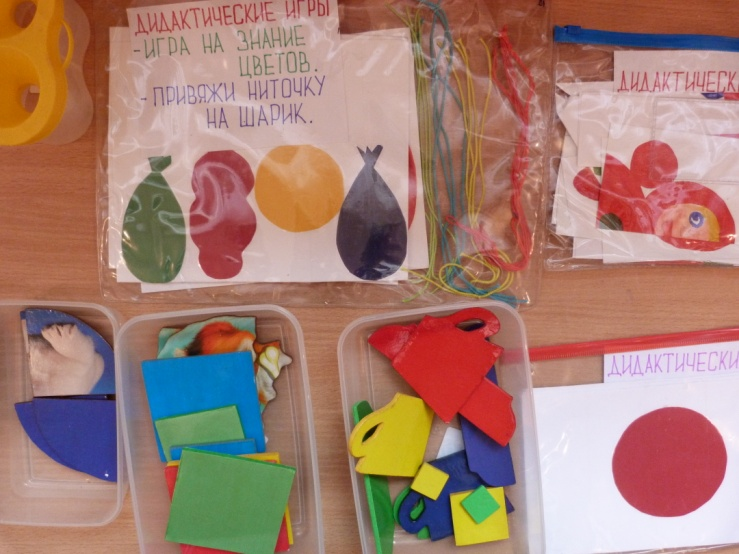 ДИДАКТИЧЕСКИЕ ИГРЫ
-ИГРА НА ЗНАНИЕ
ЦВЕТОВ.
- ПРИВЯЖИ НИТОЧКУ
НА ШАРИК.
ДИДАКТИЧЕСК
ДИДАКТИЧЕСКИ